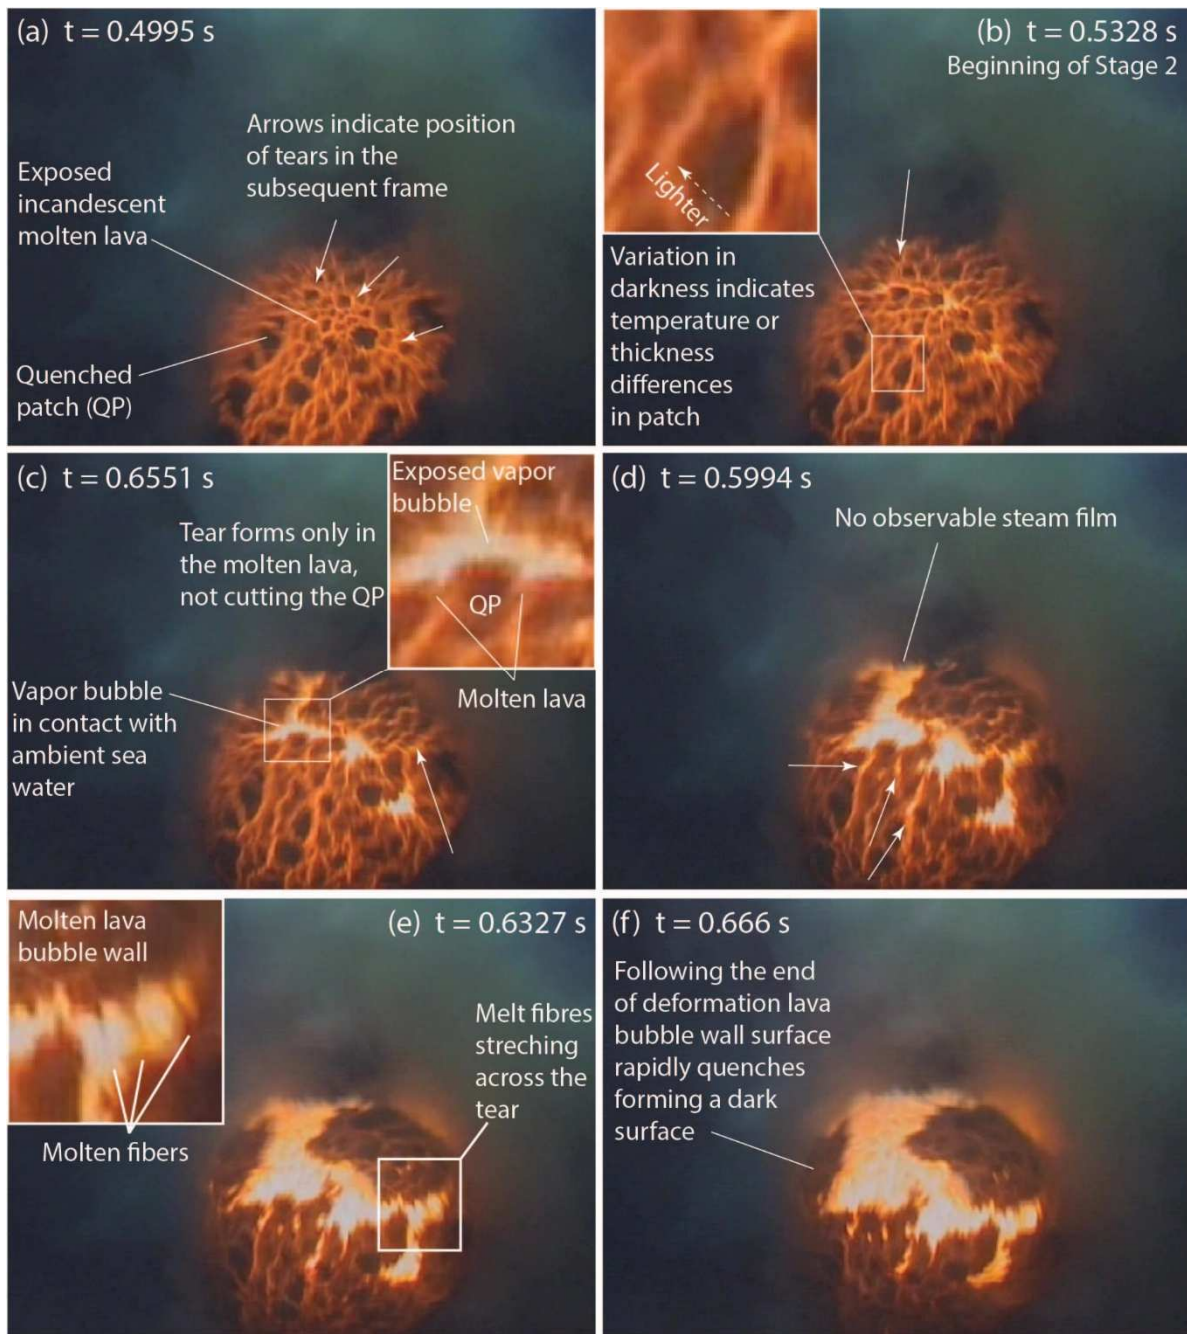 (a) t = 0.4995 s
Arrows indicate position
of tears in the
subsequent frame
Exposed
incandescent
molten lava
Quenched
patch (QP)
(b) t = 0.5328 s
Beginning of Stage 2
Lighter
Variation in
darkness indicates
temperature or
thickness
differences
in patch
(c) t = 0.6551 s
Tear forms only in
the molten lava,
not cutting the QP
Exposed vapor
bubble
QP
Molten lava
Vapor bubble
in contact with
ambient sea
water
(d) t = 0.5994 s
No observable steam film
Molten lava
bubble wall
Molten fibers
(e) t = 0.6327 s
Melt fibres
streching
across the
tear
(f) t = 0.666 s
Following the end
of deformation lava
bubble wall surface
rapidly quenches
forming a dark
surface